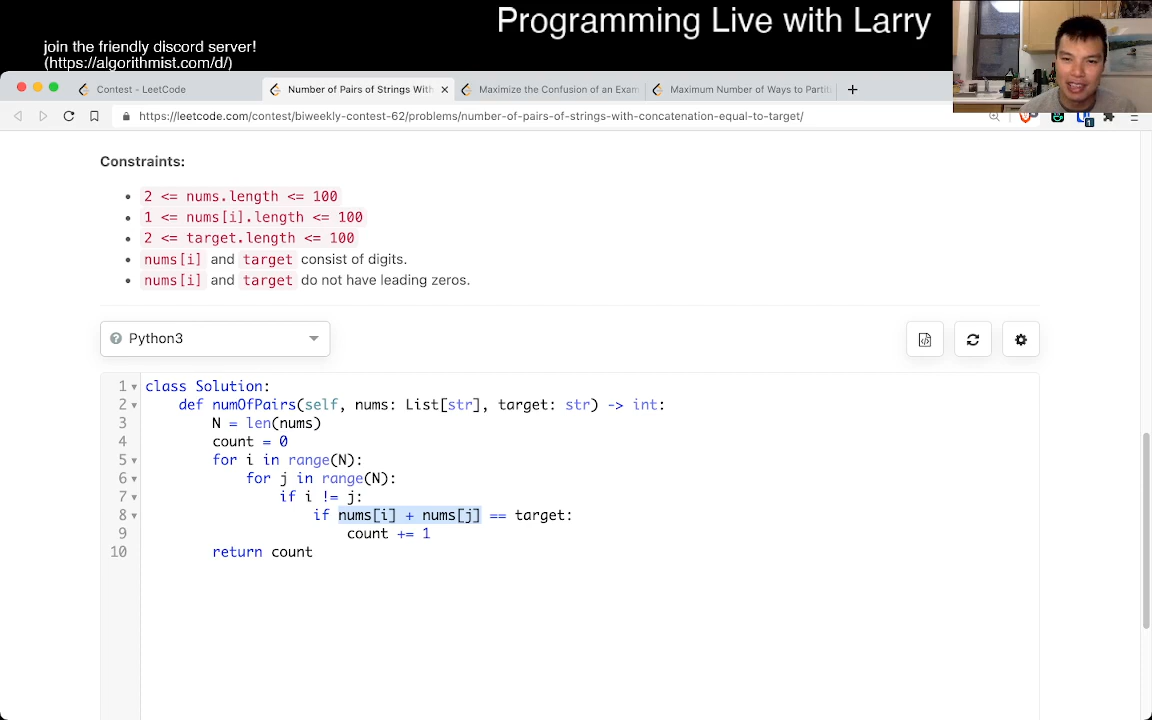 Programming Live with Larry
join the friendly discord server!
(https://algorithmist.com/d/)
Contest - LeetCode
Number of Pairs of Strings With
Maximize the Confusion of an Exam
Maximum Number of Ways to Partit
https://leetcode.com/contest/biweekly-contest-62/problems/number-of-pairs-of-strings-with-concatenation-equal-to-target/
1
Constraints:
2 <= nums.length <= 100
1 <= nums[i].length <= 100
2 <= target.length <= 100
nums[i] and target consist of digits.
nums[i] and target do not have leading zeros.
Python3
1 class Solution:
2 def numOfPairs(self, nums: List[str], target: str) -> int:
3 N = len(nums)
4 count = 0
5 for i in range(N):
6 for j in range(N):
7 if i != j:
8 if nums[i] + nums[j] == target:
9 count += 1
10 return count